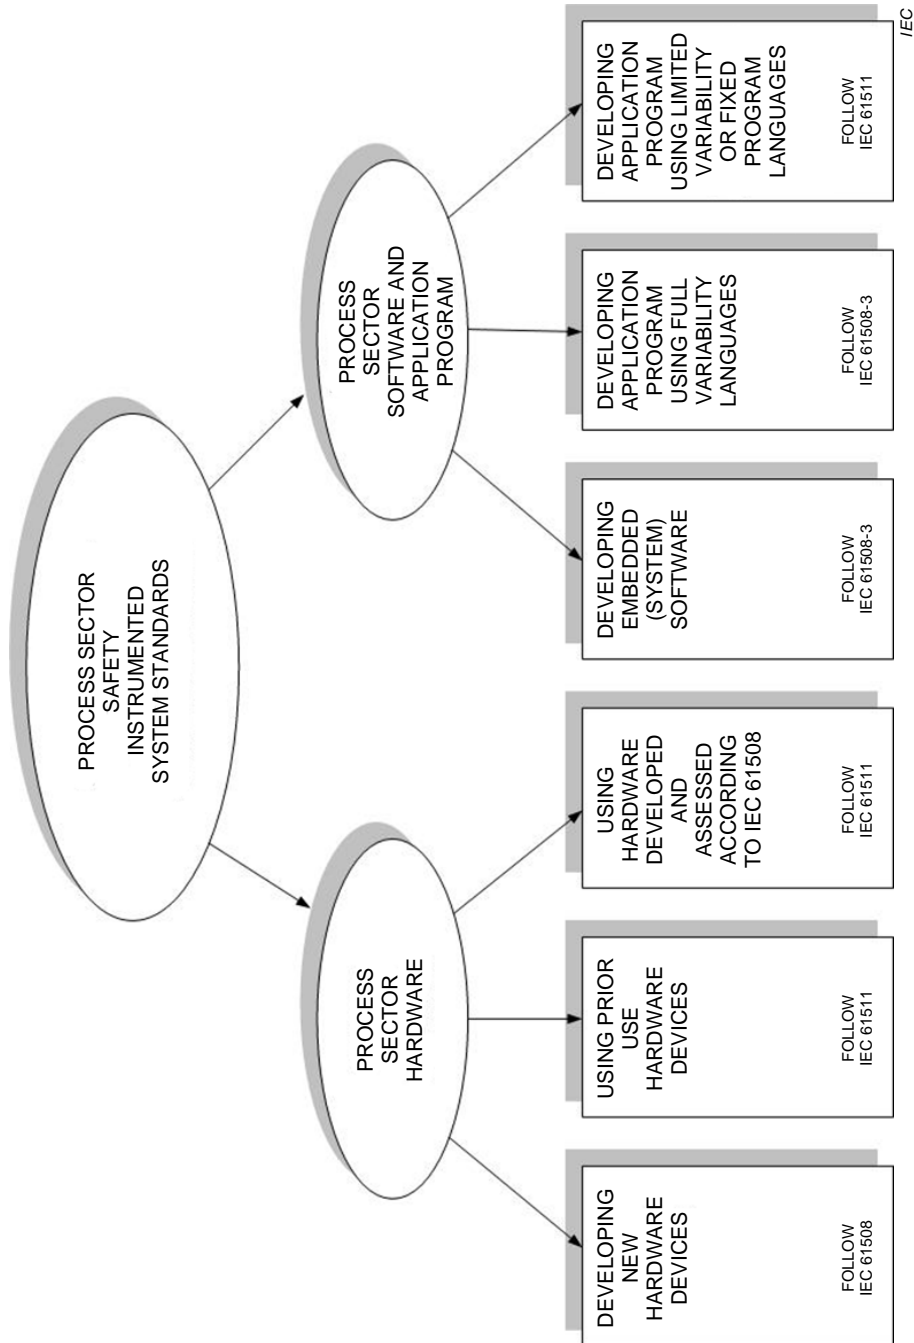 PROCESS SECTOR
SAFETY
INSTRUMENTED
SYSTEM STANDARDS
PROCESS
SECTOR
HARDWARE
PROCESS
SECTOR
SOFTWARE AND
APPLICATION
PROGRAM
DEVELOPING
NEW
HARDWARE
DEVICES
FOLLOW
IEC 61508
USING PRIOR
USE
HARDWARE
DEVICES
FOLLOW
IEC 61511
USING
HARDWARE
DEVELOPED
AND
ASSESSED
ACCORDING
TO IEC 61508
FOLLOW
IEC 61511
DEVELOPING
EMBEDDED
(SYSTEM)
SOFTWARE
FOLLOW
IEC 61508-3
DEVELOPING
APPLICATION
PROGRAM
USING FULL
VARIABILITY
LANGUAGES
FOLLOW
IEC 61508-3
DEVELOPING
APPLICATION
PROGRAM
USING LIMITED
VARIABILITY
OR FIXED
PROGRAM
LANGUAGES
FOLLOW
IEC 61511
IEC